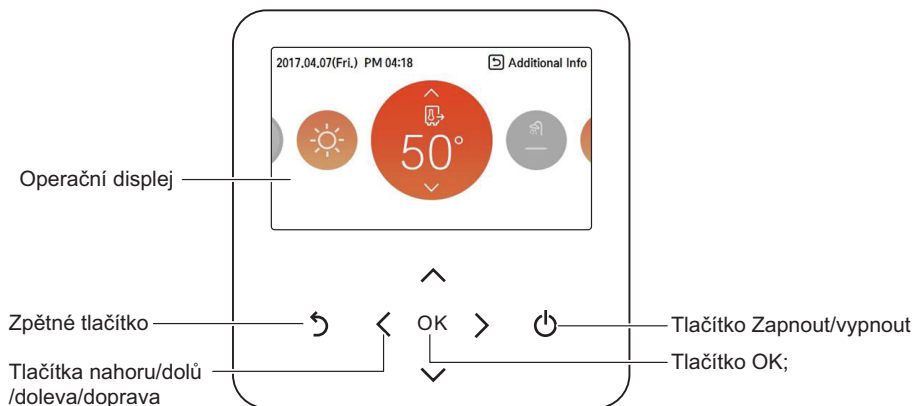 2017.04.07(Fri.) PM 04:18
Additional Info
50°
Operační displej
Zpětné tlačítko
OK
Tlačítko Zapnout/vypnout
Tlačítko OK;
Tlačítka nahoru/dolů
/doleva/doprava